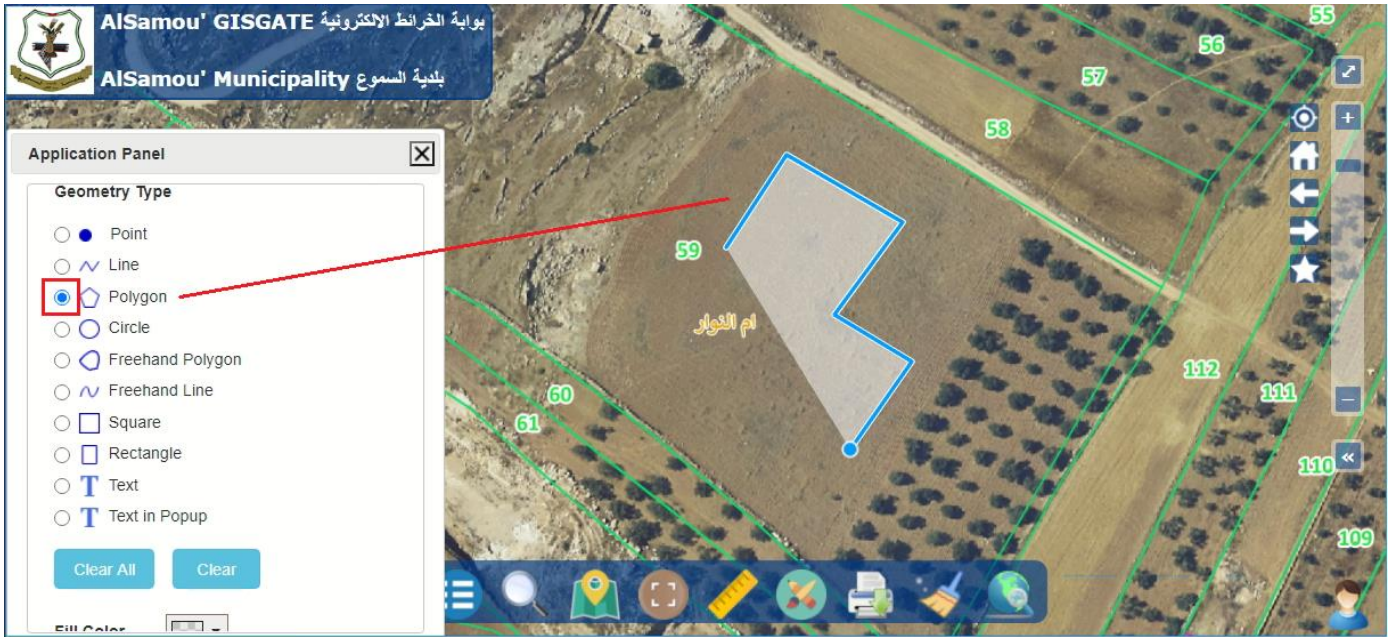 AlSamou' GISGATE بوابة الخرائط الالكترونية
AlSamou' Municipality بلدية السموع
Application Panel
Geometry Type
Point
Line
Polygon
Circle
Freehand Polygon
Freehand Line
Square
Rectangle
T Text
T Text in Popup
Clear All Clear
Fill Color
55
56
57
58
59
ام النوار
60
61
112
111
110
109